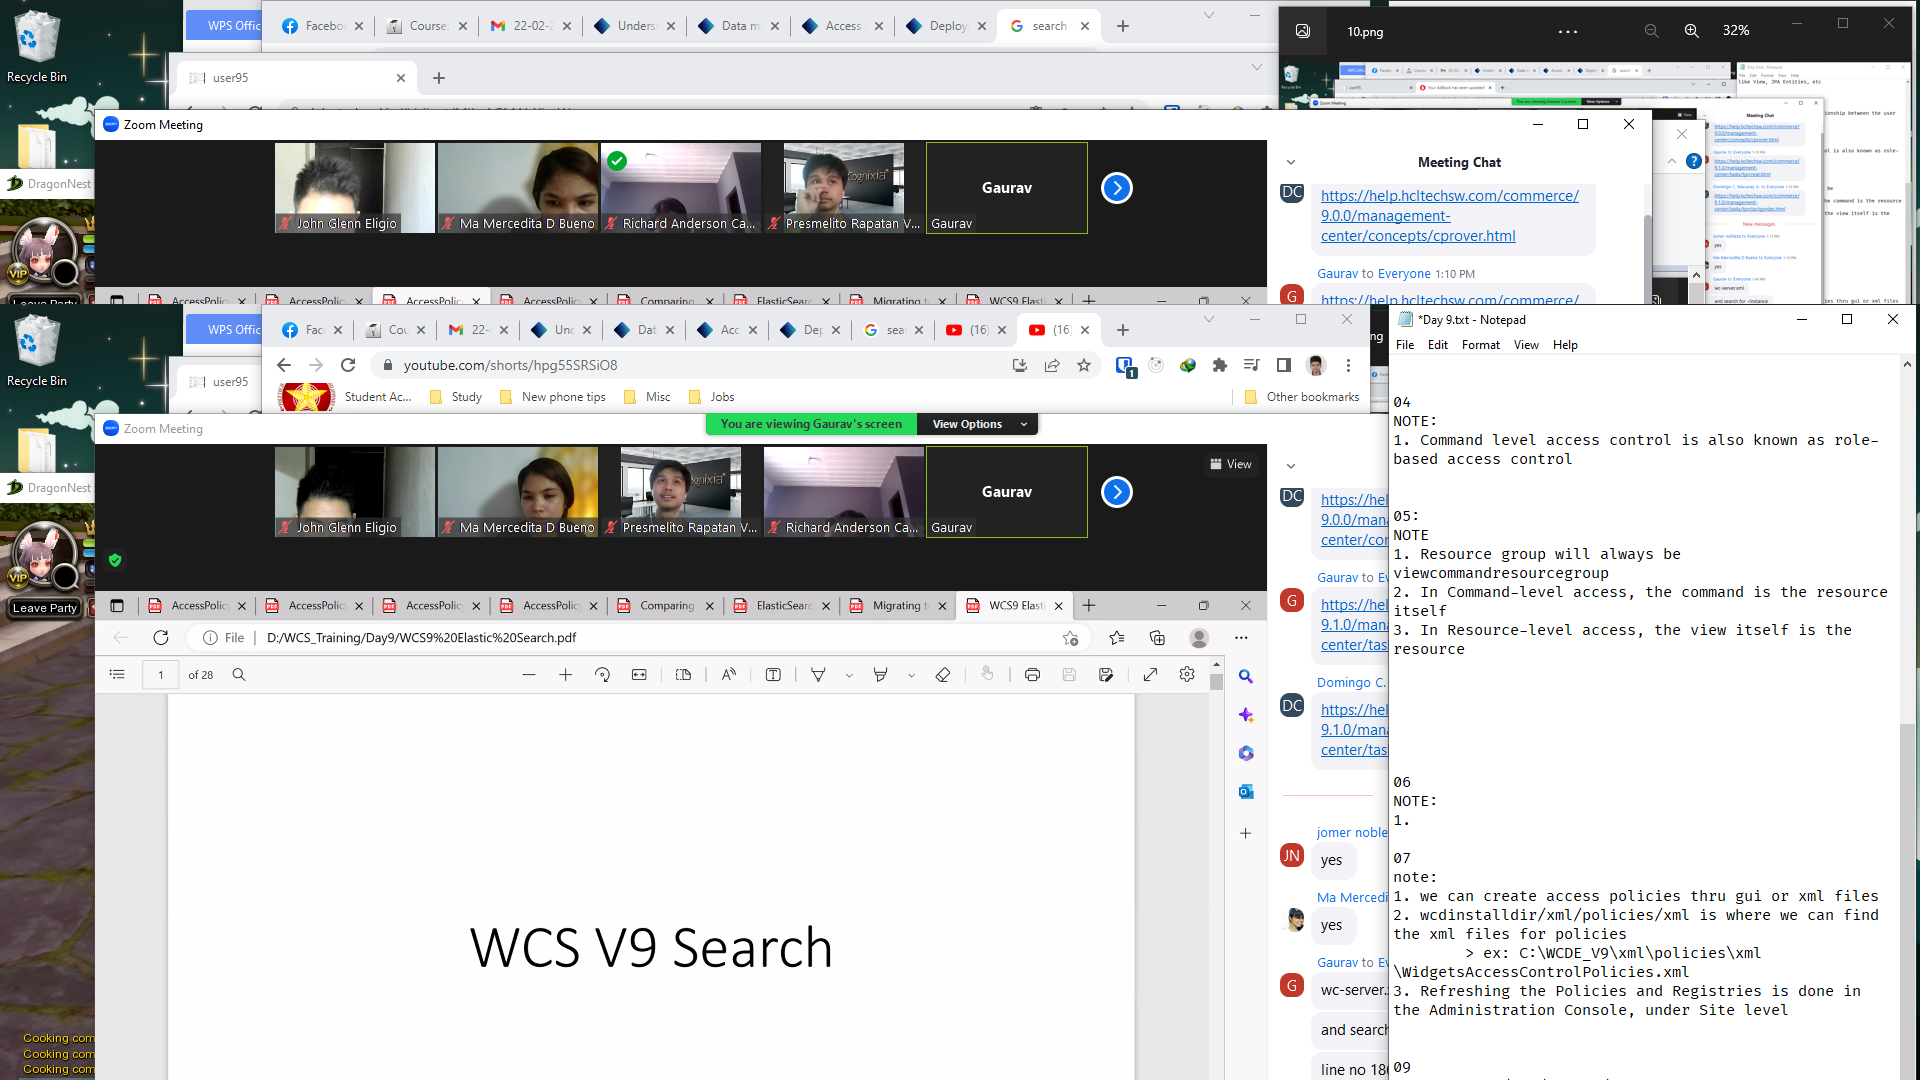 Recycle Bin
WPS Offic
Facebo
Course
22-02-2
Unders
Data m
Access
Deploy
search
user95
10.png
32%
DragonNest
VIP
Leave Party
Zoom Meeting
John Glenn Eligio
Ma Mercedita D Bueno
Richard Anderson Ca...
Presmelito Rapatan V...
Gaurav
Gaurav
Meeting Chat
DC
https://help.hcltechsw.com/commerce/
9.0.0/management-
center/concepts/cprover.html
Gaurav to Everyone 1:10 PM
G
https://help.hcltechsw.com/commerce/
AccessPolic
AccessPolic
AccessPolic
AccessPolic
Comparing
ElasticSearc
Migrating t
WCS9 Elasti
Recycle Bin
WPS Offic
Fac
Cou
22-
Unc
Dat
Acc
Dep
sea
(16)
(16)
user95
youtube.com/shorts/hpg55SRSiO8
Student Ac...
Study
New phone tips
Misc
Jobs
Other bookmarks
Zoom Meeting
You are viewing Gaurav's screen
View Options
View
John Glenn Eligio
Ma Mercedita D Bueno
Presmelito Rapatan V...
Richard Anderson Ca...
Gaurav
Gaurav
DragonNest
VIP
Leave Party
AccessPolic
AccessPolic
AccessPolic
AccessPolic
Comparing
ElasticSearc
Migrating t
WCS9 Elasti
File
D:/WCS_Training/Day9/WCS9%20Elastic%20Search.pdf
1
of 28
WCS V9 Search
DC
https://hel
9.0.0/mana
center/con
Gaurav to Ev
G
https://hel
9.1.0/mana
center/task
Domingo C.
DC
https://hel
9.1.0/mana
center/task
jomer noble
JN
yes
Ma Mercedi
yes
Gaurav to Ev
G
wc-server.x
and search
line no 186
*Day 9.txt - Notepad
File
Edit
Format
View
Help
04
NOTE:
1. Command level access control is also known as role-
based access control
05:
NOTE
1. Resource group will always be
viewcommandresourcegroup
2. In Command-level access, the command is the resource
itself
3. In Resource-level access, the view itself is the
resource
06
NOTE:
1.
07
note:
1. we can create access policies thru gui or xml files
2. wcdinstalldir/xml/policies/xml is where we can find
the xml files for policies
> ex: C:\WCDE_V9\xml\policies\xml
\WidgetsAccessControlPolicies.xml
3. Refreshing the Policies and Registries is done in
the Administration Console, under Site level
09
Cooking com
Cooking com
Cooking com